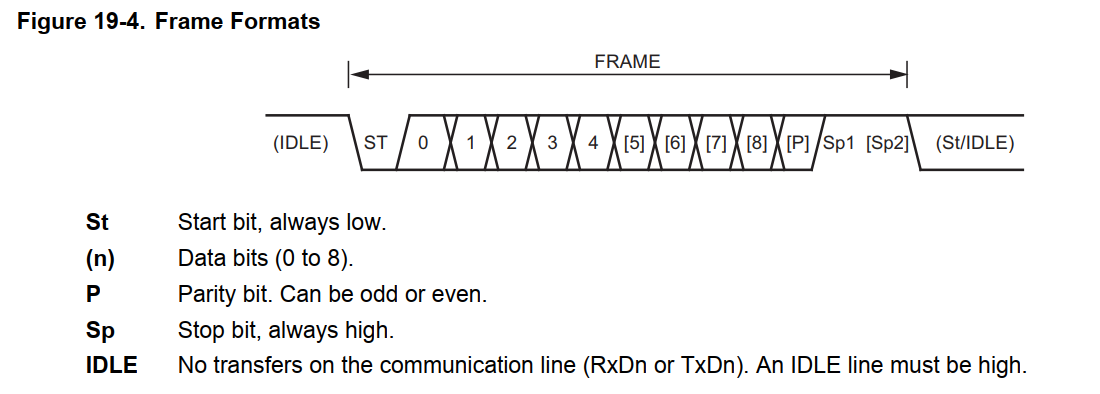 Figure 19-4. Frame Formats
FRAME
(IDLE) ST 0 1 2 3 4 [5] [6] [7] [8] [P] Sp1 [Sp2] (St/IDLE)
St Start bit, always low.
(n) Data bits (0 to 8).
P Parity bit. Can be odd or even.
Sp Stop bit, always high.
IDLE No transfers on the communication line (RxDn or TxDn). An IDLE line must be high.